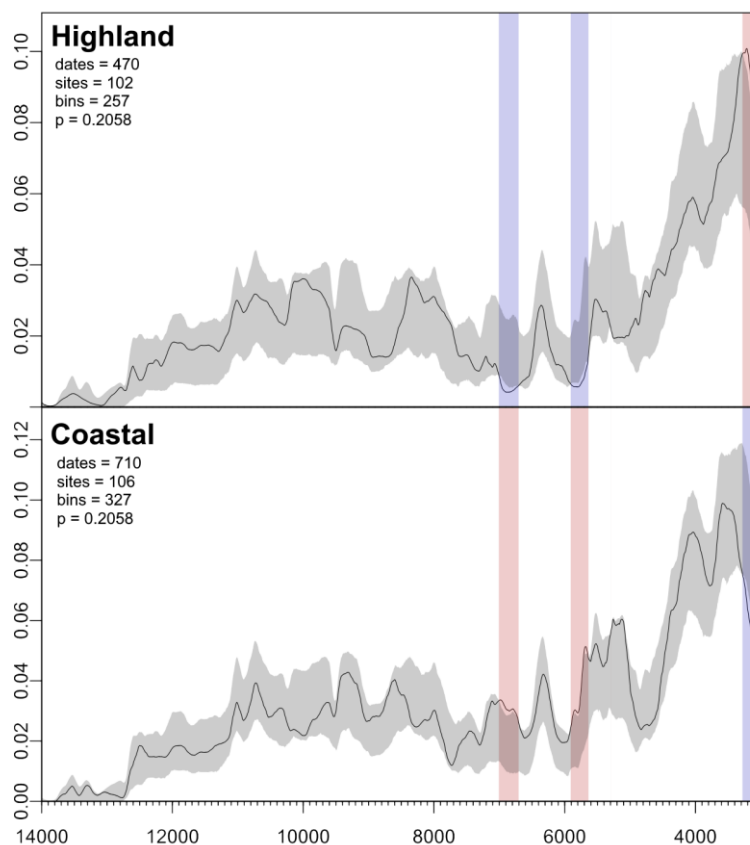 Highland
dates = 470
sites = 102
bins = 257
p = 0.2058
0.10
0.08
0.06
0.04
0.02
Coastal
dates = 710
sites = 106
bins = 327
p = 0.2058
0.12
0.10
0.08
0.06
0.04
0.02
0.00
14000 12000 10000 8000 6000 4000